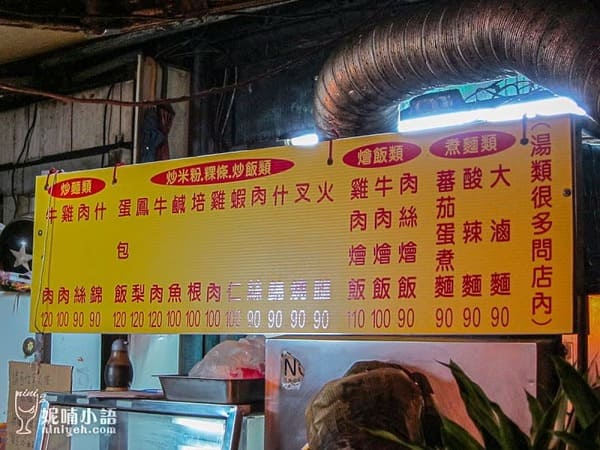 炒麵類
牛肉 120
雞肉 100
肉絲 90
什錦 90
炒米粉,粿條,炒飯類
蛋包飯 120
鳳梨 120
牛肉 120
鹹魚 100
培根 100
雞肉 100
蝦仁 100
肉絲 90
什錦 90
叉燒 90
火腿 90
燴飯類
雞肉燴飯 110
牛肉燴飯 100
肉絲燴飯 90
煮麵類
蕃茄蛋煮麵 90
酸辣麵 90
大滷麵 90
(湯類很多問店內)
妮喃小語
niniyeh.com